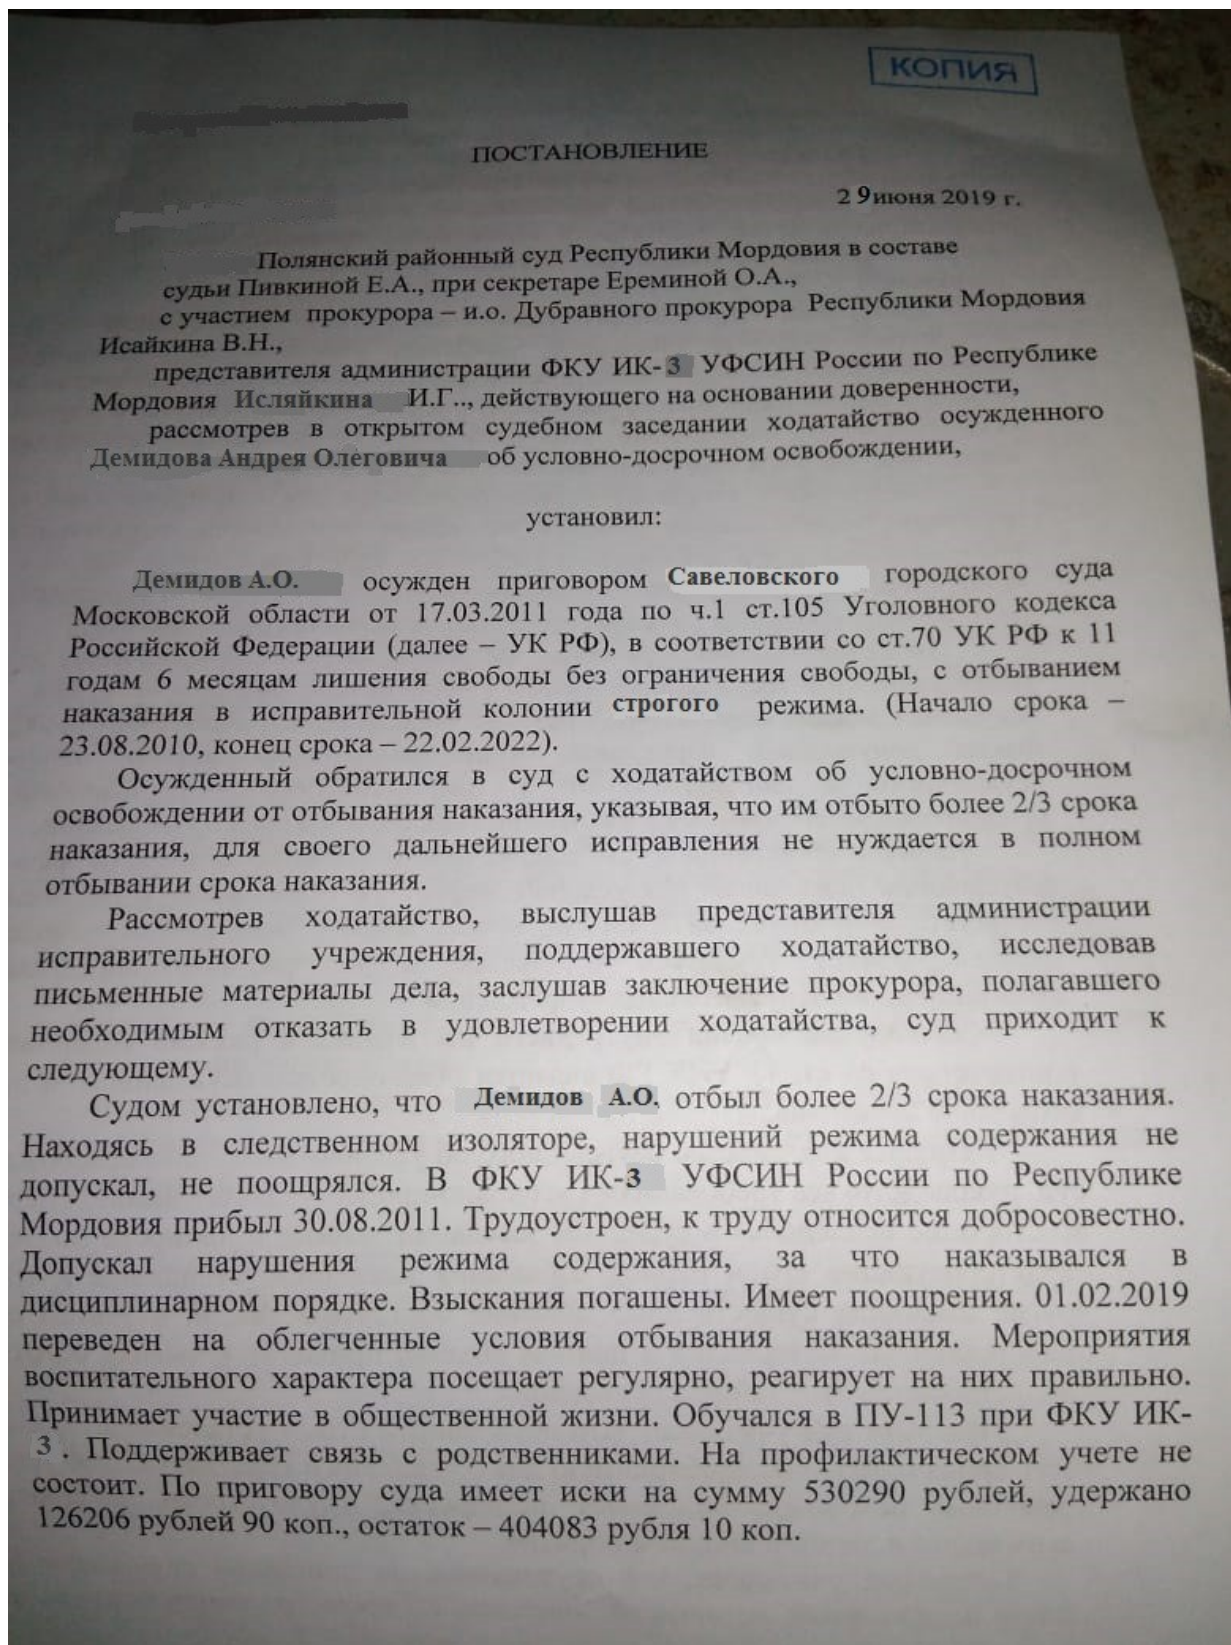 КОПИЯ
ПОСТАНОВЛЕНИЕ
2 9июня 2019 г.
Полянский районный суд Республики Мордовия в составе
судьи Пивкиной Е.А., при секретаре Ереминой О.А.,
с участием прокурора – и.о. Дубравного прокурора Республики Мордовия
Исайкина В.Н.,
представителя администрации ФКУ ИК-3 УФСИН России по Республике
Мордовия Исляйкина И.Г.., действующего на основании доверенности,
рассмотрев в открытом судебном заседании ходатайство осужденного
Демидова Андрея Олеговича об условно-досрочном освобождении,
установил:
Демидов А.О. осужден приговором Савеловского городского суда
Московской области от 17.03.2011 года по ч.1 ст.105 Уголовного кодекса
Российской Федерации (далее – УК РФ), в соответствии со ст.70 УК РФ к 11
годам 6 месяцам лишения свободы без ограничения свободы, с отбыванием
наказания в исправительной колонии строгого режима. (Начало срока –
23.08.2010, конец срока – 22.02.2022).
Осужденный обратился в суд с ходатайством об условно-досрочном
освобождении от отбывания наказания, указывая, что им отбыто более 2/3 срока
наказания, для своего дальнейшего исправления не нуждается в полном
отбывании срока наказания.
Рассмотрев ходатайство, выслушав представителя администрации
исправительного учреждения, поддержавшего ходатайство, исследовав
письменные материалы дела, заслушав заключение прокурора, полагавшего
необходимым отказать в удовлетворении ходатайства, суд приходит к
следующему.
Судом установлено, что Демидов А.О. отбыл более 2/3 срока наказания.
Находясь в следственном изоляторе, нарушений режима содержания не
допускал, не поощрялся. В ФКУ ИК-3 УФСИН России по Республике
Мордовия прибыл 30.08.2011. Трудоустроен, к труду относится добросовестно.
Допускал нарушения режима содержания, за что наказывался в
дисциплинарном порядке. Взыскания погашены. Имеет поощрения. 01.02.2019
переведен на облегченные условия отбывания наказания. Мероприятия
воспитательного характера посещает регулярно, реагирует на них правильно.
Принимает участие в общественной жизни. Обучался в ПУ-113 при ФКУ ИК-
3 . Поддерживает связь с родственниками. На профилактическом учете не
состоит. По приговору суда имеет иски на сумму 530290 рублей, удержано
126206 рублей 90 коп., остаток – 404083 рубля 10 коп.